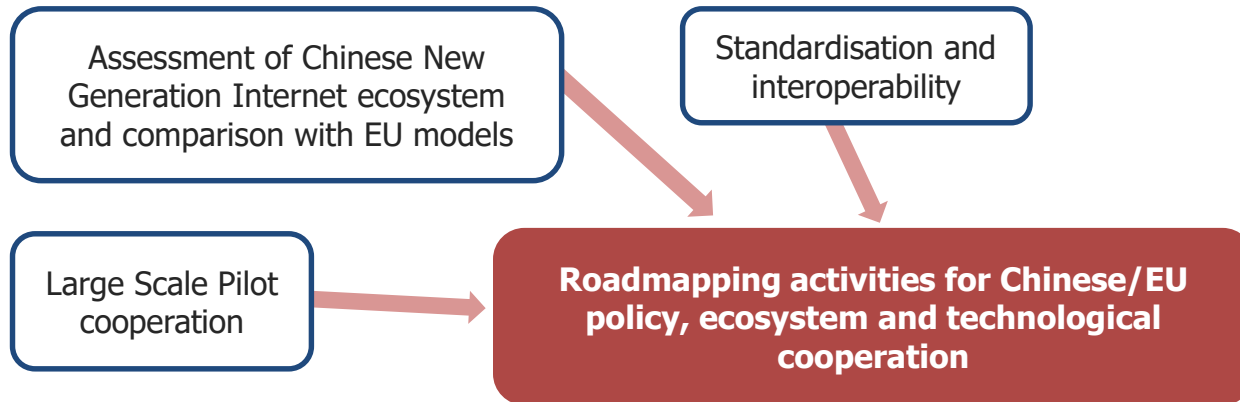 Assessment of Chinese New
Generation Internet ecosystem
and comparison with EU models
Standardisation and
interoperability
Large Scale Pilot
cooperation
Roadmapping activities for Chinese/EU
policy, ecosystem and technological
cooperation